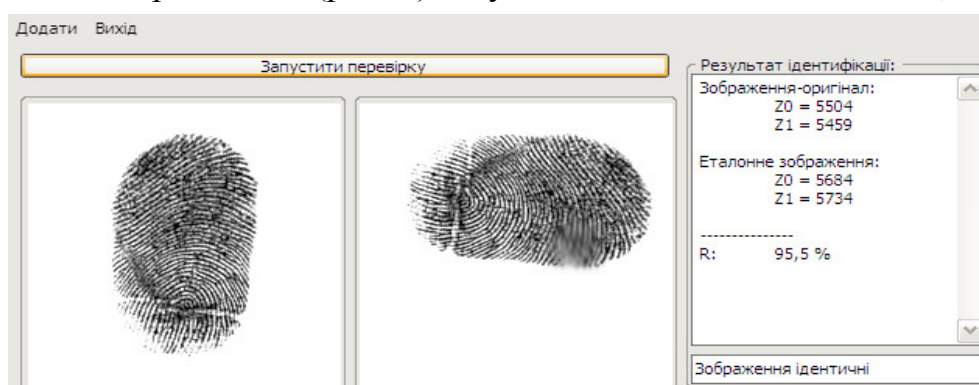 Додати Вихід
Запустити перевірку
Результат ідентифікації:
Зображення-оригінал:
Z0 = 5504
Z1 = 5459
Еталонне зображення:
Z0 = 5684
Z1 = 5734
---------------
R: 95,5 %
Зображення ідентичні